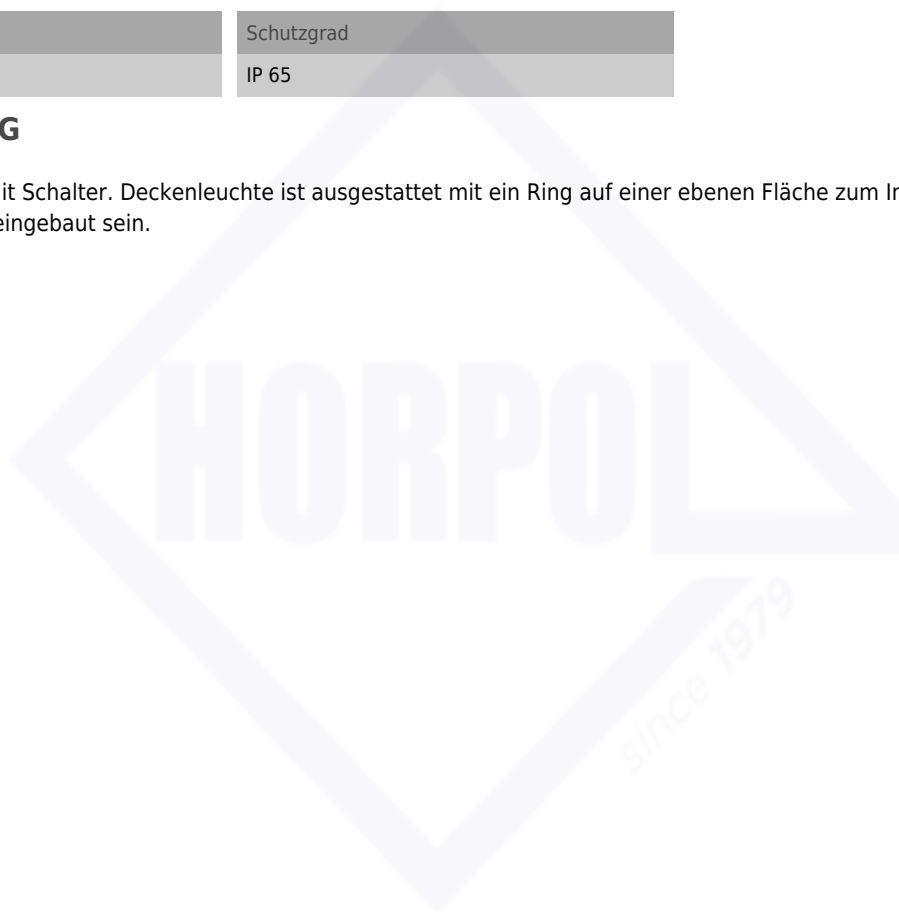 Schutzgrad
IP 65
G
it Schalter. Deckenleuchte ist ausgestattet mit ein Ring auf einer ebenen Fläche zum In
eingebaut sein.
HORPOL
since 1979